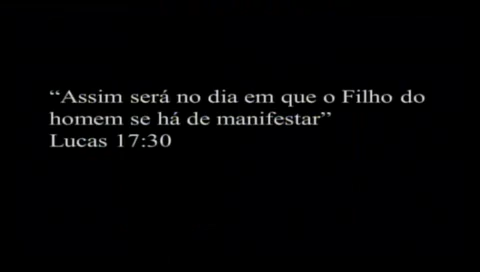 “Assim será no dia em que o Filho do
homem se há de manifestar”
Lucas 17:30